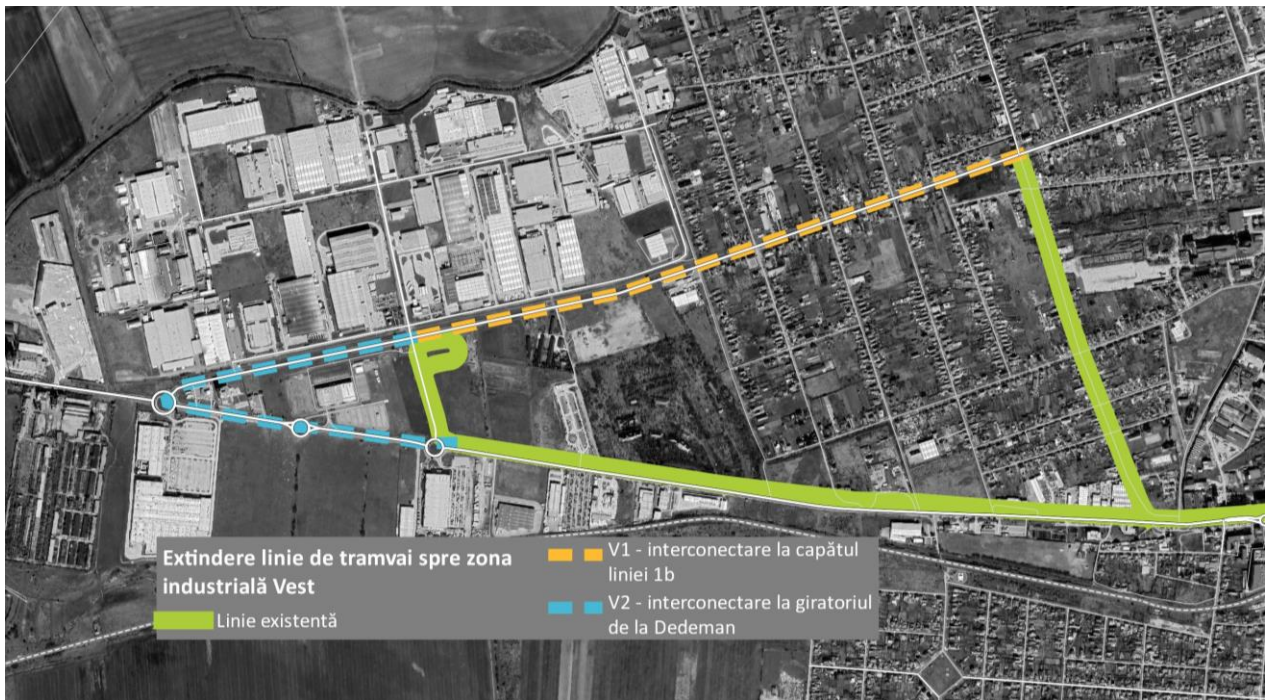 Extindere linie de tramvai spre zona
industrială Vest
Linie existentă
V1 - interconectare la capătul
liniei 1b
V2 - interconectare la giratoriul
de la Dedeman